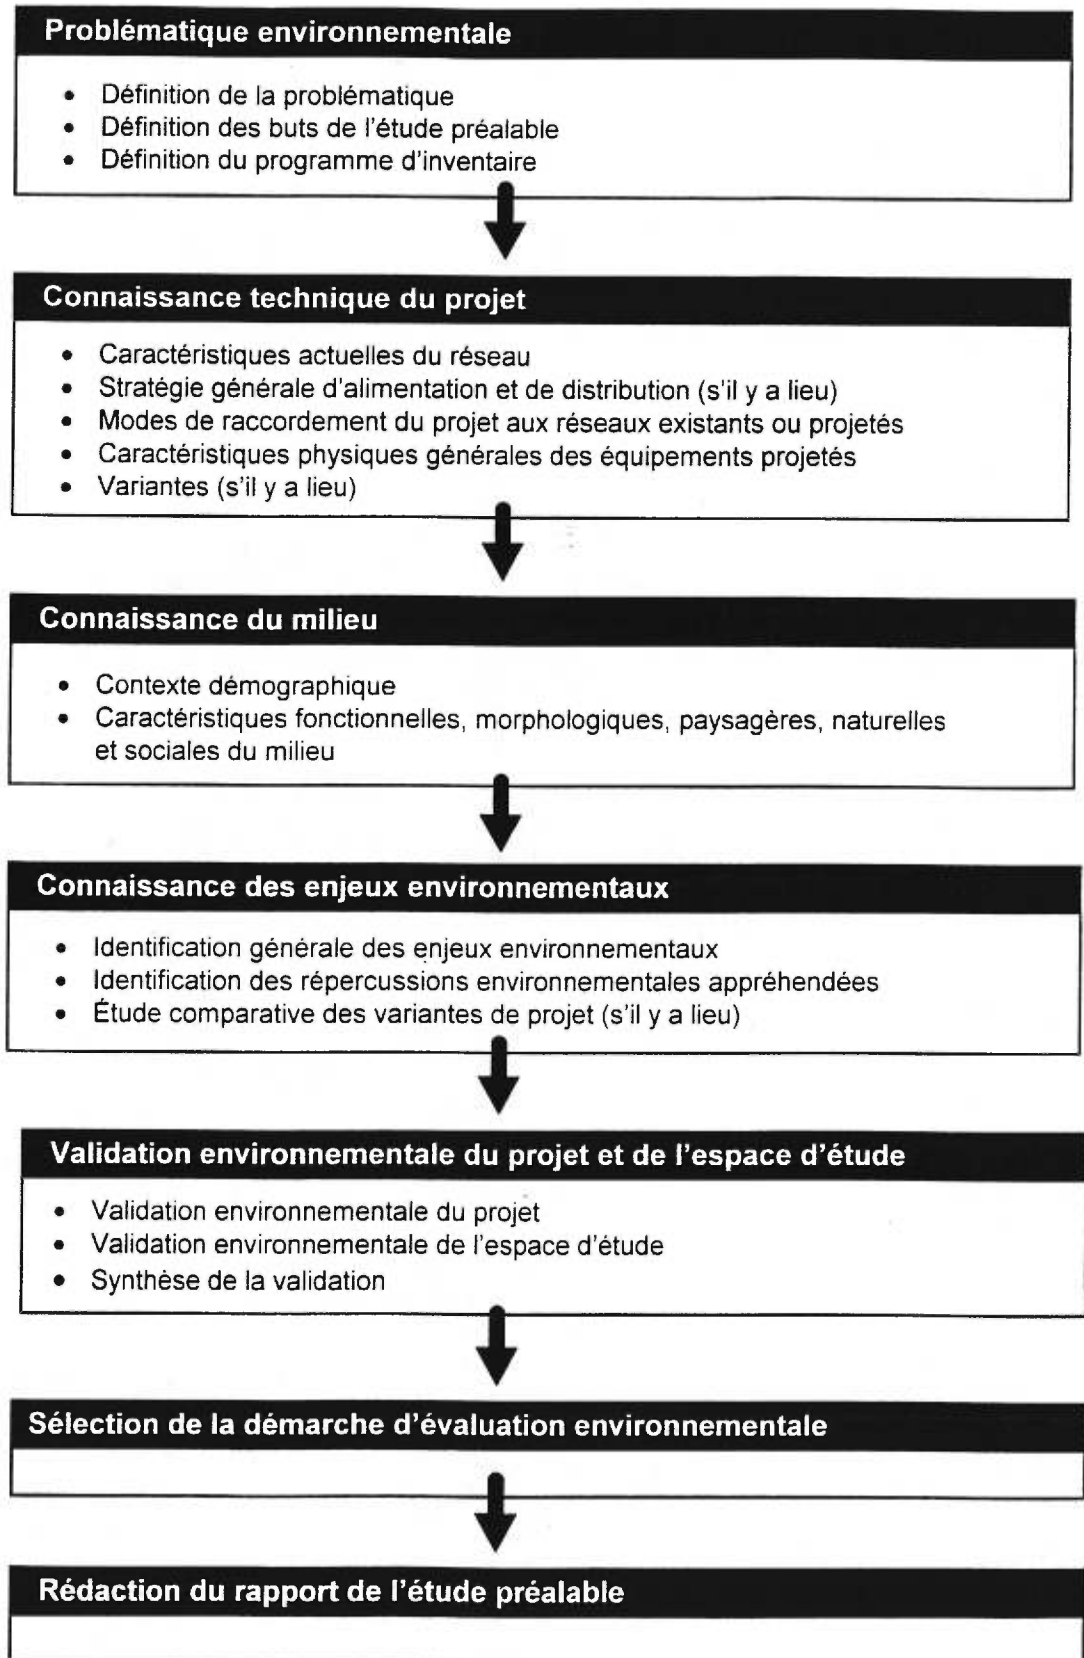 Problématique environnementale
• Définition de la problématique
• Définition des buts de l'étude préalable
• Définition du programme d'inventaire
Connaissance technique du projet
• Caractéristiques actuelles du réseau
• Stratégie générale d'alimentation et de distribution (s'il y a lieu)
• Modes de raccordement du projet aux réseaux existants ou projetés
• Caractéristiques physiques générales des équipements projetés
• Variantes (s'il y a lieu)
Connaissance du milieu
• Contexte démographique
• Caractéristiques fonctionnelles, morphologiques, paysagères, naturelles
et sociales du milieu
Connaissance des enjeux environnementaux
• Identification générale des enjeux environnementaux
• Identification des répercussions environnementales appréhendées
• Étude comparative des variantes de projet (s'il y a lieu)
Validation environnementale du projet et de l'espace d'étude
• Validation environnementale du projet
• Validation environnementale de l'espace d'étude
• Synthèse de la validation
Sélection de la démarche d'évaluation environnementale
Rédaction du rapport de l'étude préalable